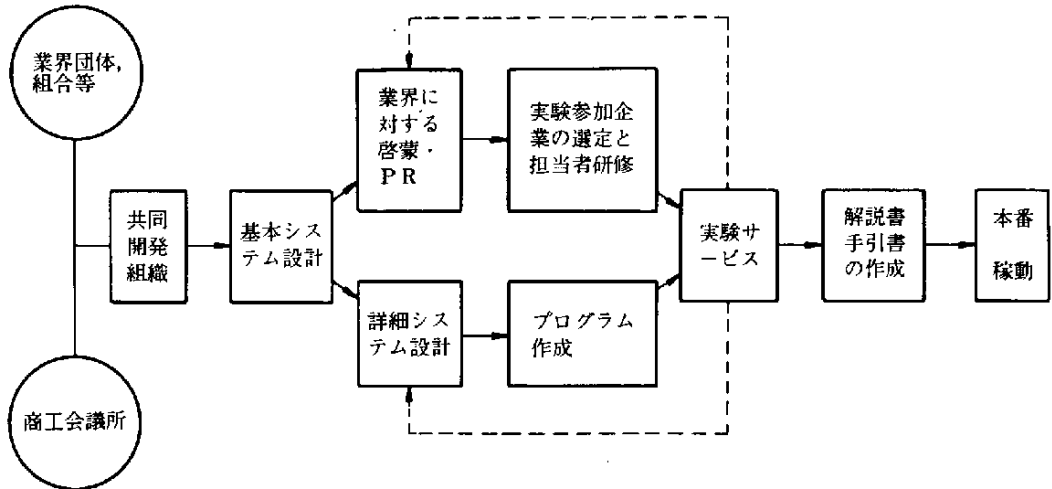 業界団体，
組合等
商工会議所
共同
開発
組織
基本シス
テム設計
業界に
対する
啓蒙・
ＰＲ
実験参加企
業の選定と
担当者研修
詳細シス
テム設計
プログラム
作成
実験サ
ービス
解説書
手引書
の作成
本番
稼動